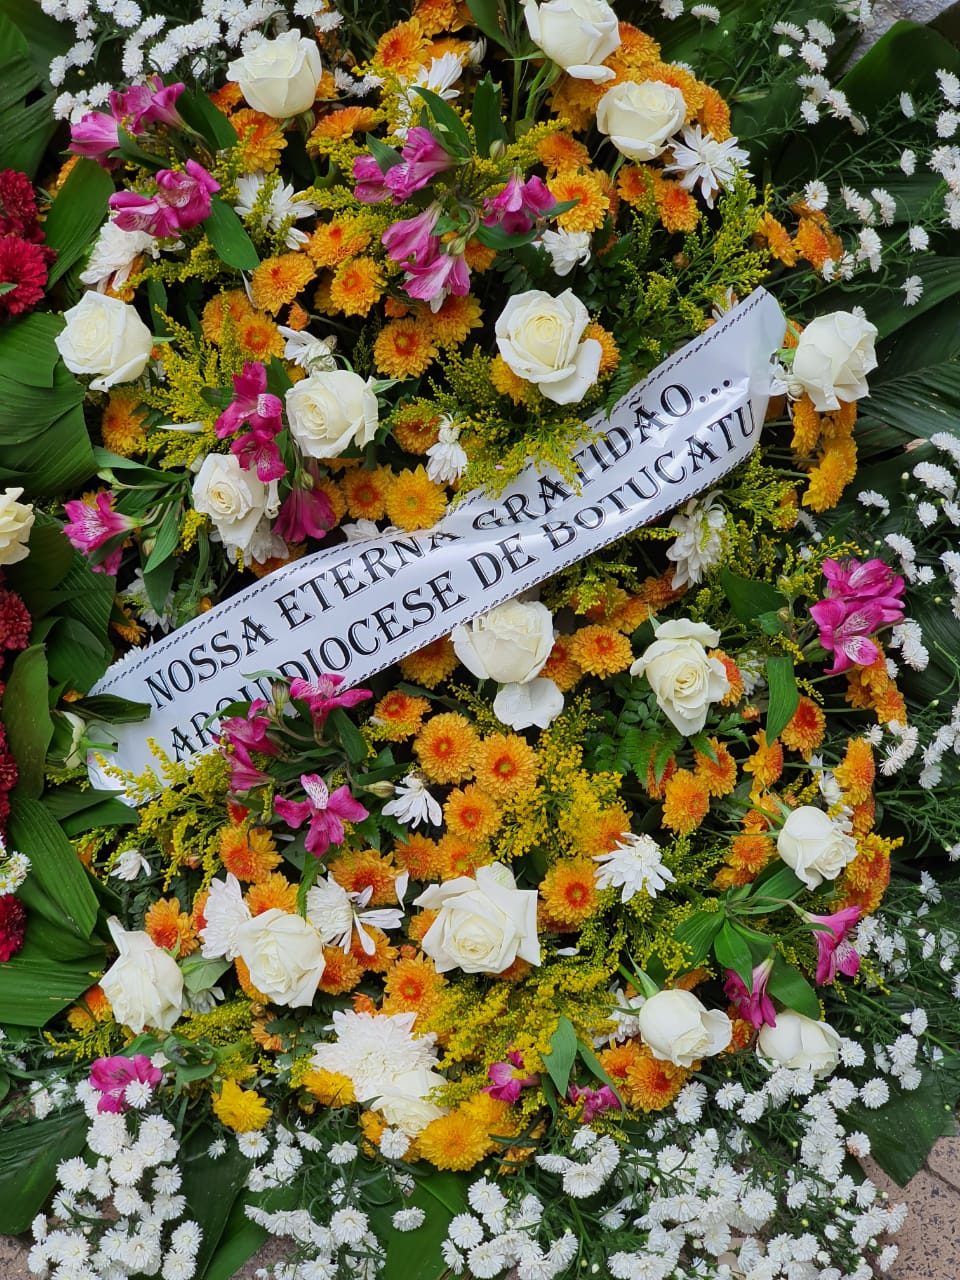 NOSSA ETERNA GRATIDÃO...
ARQUIDIOCESE DE BOTUCATU